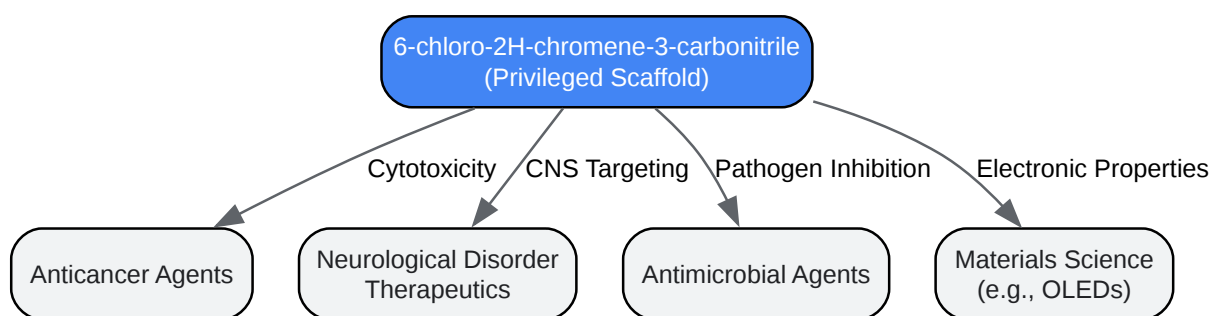 6-chloro-2H-chromene-3-carbonitrile
(Privileged Scaffold)
Cytotoxicity
CNS Targeting
Pathogen Inhibition
Electronic Properties
Anticancer Agents
Neurological Disorder
Therapeutics
Antimicrobial Agents
Materials Science
(e.g., OLEDs)